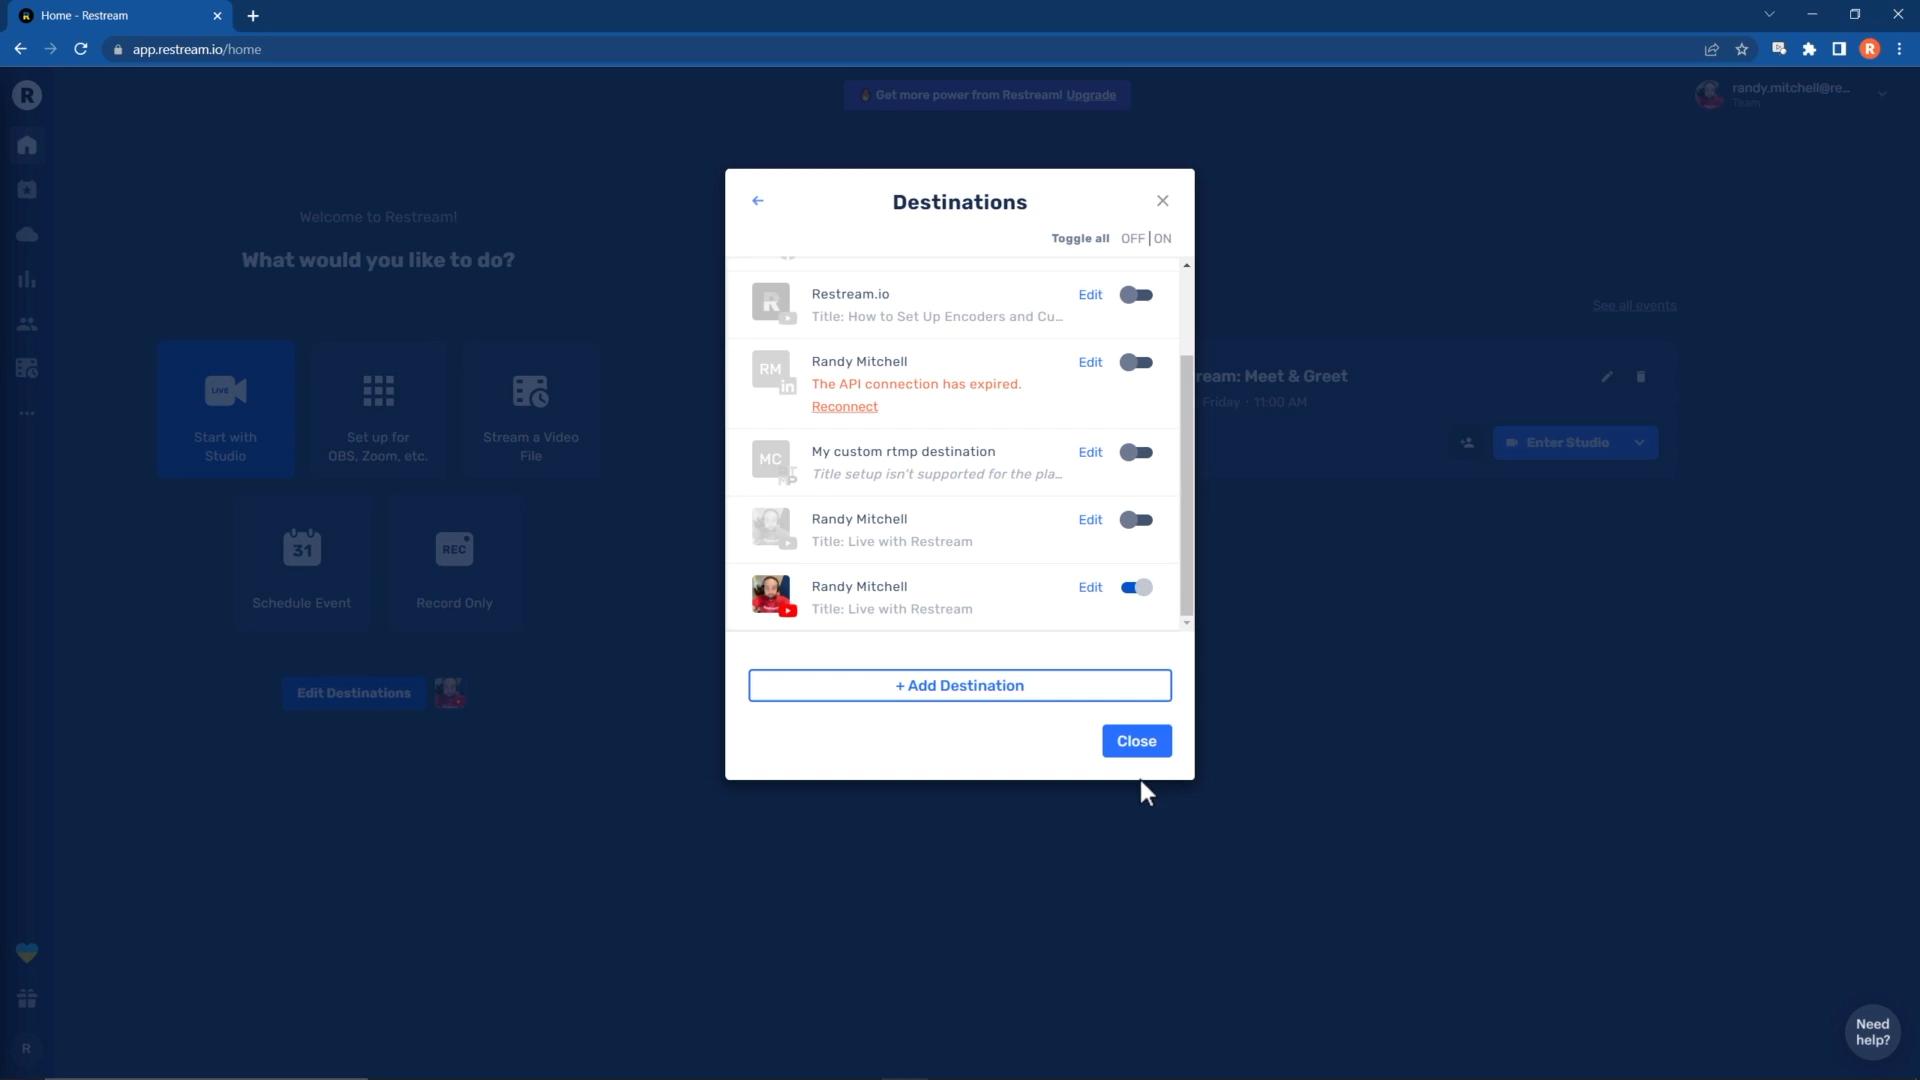 Home - Restream
app.restream.io/home
R
R
Get more power from Restream! Upgrade
randy.mitchell@re...
Team
Welcome to Restream!
What would you like to do?
LIVE
Start with
Studio
Set up for
OBS, Zoom, etc.
Stream a Video
File
31
Schedule Event
REC
Record Only
Edit Destinations
Destinations
Toggle all OFF | ON
R
Restream.io
Title: How to Set Up Encoders and Cu...
Edit
RM
in
Randy Mitchell
The API connection has expired.
Reconnect
Edit
MC
My custom rtmp destination
Title setup isn't supported for the pla...
Edit
Randy Mitchell
Title: Live with Restream
Edit
Randy Mitchell
Title: Live with Restream
Edit
+ Add Destination
Close
See all events
ream: Meet & Greet
Friday · 11:00 AM
Enter Studio
R
Need
help?